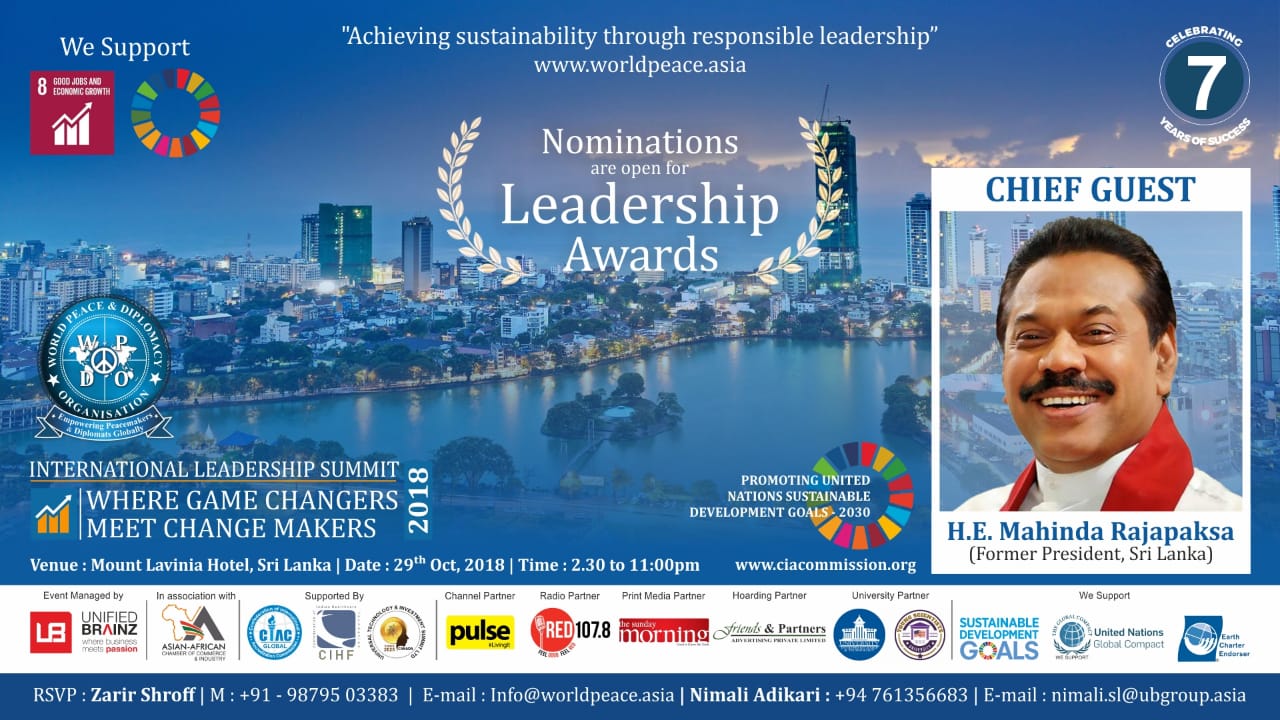 We Support
8 GOOD JOBS AND
ECONOMIC GROWTH
"Achieving sustainability through responsible leadership”
www.worldpeace.asia
CELEBRATING
7
YEARS OF SUCCESS
Nominations
are open for
Leadership
Awards
CHIEF GUEST
H.E. Mahinda Rajapaksa
(Former President, Sri Lanka)
WORLD PEACE & DIPLOMACY
W P
D O
ORGANISATION
Empowering Peacemakers
& Diplomats Globally
INTERNATIONAL LEADERSHIP SUMMIT
WHERE GAME CHANGERS
MEET CHANGE MAKERS
2018
PROMOTING UNITED
NATIONS SUSTAINABLE
DEVELOPMENT GOALS - 2030
Venue : Mount Lavinia Hotel, Sri Lanka | Date : 29th Oct, 2018 | Time : 2.30 to 11:00pm
www.ciacommission.org
Event Managed by
UB
UNIFIED
BRAINZ
where business
meets passion
In association with
ASIAN-AFRICAN
CHAMBER OF COMMERCE
& INDUSTRY
Supported By
CIAC
GLOBAL
CIHF
Channel Partner
pulse
#LivingIt
Radio Partner
RED 107.8
Print Media Partner
the sunday
morning
Hoarding Partner
friends & Partners
ADVERTISING PRIVATE LIMITED
University Partner
We Support
SUSTAINABLE
DEVELOPMENT
GOALS
THE GLOBAL COMPACT
WE SUPPORT
United Nations
Global Compact
Earth
Charter
Endorser
RSVP : Zarir Shroff | M : +91 - 98795 03383 | E-mail : Info@worldpeace.asia | Nimali Adikari : +94 761356683 | E-mail : nimali.sl@ubgroup.asia